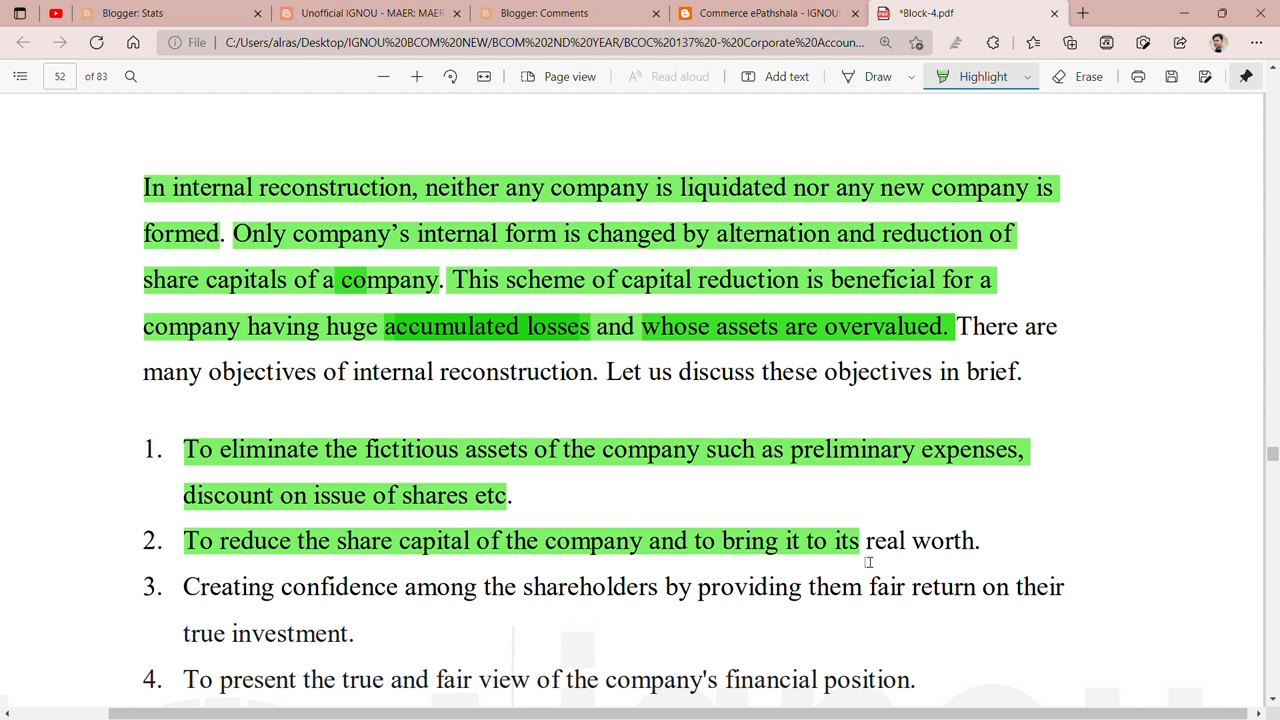 Blogger: Stats
Unofficial IGNOU - MAER: MAER
Blogger: Comments
Commerce ePathshala - IGNOU:
*Block-4.pdf
File
C:/Users/alras/Desktop/IGNOU%20BCOM%20NEW/BCOM%202ND%20YEAR/BCOC%20137%20-%20Corporate%20Accoun...
52 of 83
Page view
Read aloud
Add text
Draw
Highlight
Erase
In internal reconstruction, neither any company is liquidated nor any new company is
formed. Only company’s internal form is changed by alternation and reduction of
share capitals of a company. This scheme of capital reduction is beneficial for a
company having huge accumulated losses and whose assets are overvalued. There are
many objectives of internal reconstruction. Let us discuss these objectives in brief.
1. To eliminate the fictitious assets of the company such as preliminary expenses,
discount on issue of shares etc.
2. To reduce the share capital of the company and to bring it to its real worth.
3. Creating confidence among the shareholders by providing them fair return on their
true investment.
4. To present the true and fair view of the company's financial position.